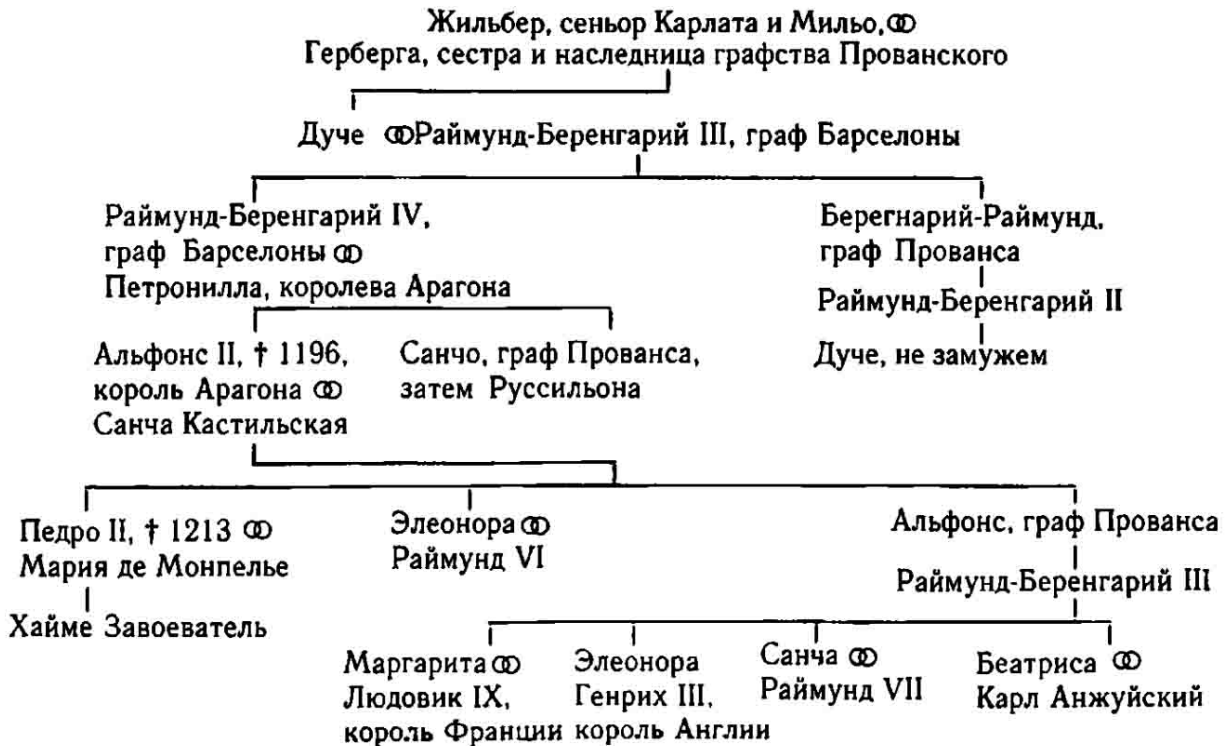 Жильбер, сеньор Карлата и Мильо, ⚭
Герберга, сестра и наследница графства Прованского
Дуче ⚭Раймунд-Беренгарий III, граф Барселоны
Раймунд-Беренгарий IV,
граф Барселоны ⚭
Петронилла, королева Арагона
Берегнарий-Раймунд,
граф Прованса
Раймунд-Беренгарий II
Дуче, не замужем
Альфонс II, † 1196,
король Арагона ⚭
Санча Кастильская
Санчо, граф Прованса,
затем Руссильона
Педро II, † 1213 ⚭
Мария де Монпелье
Хайме Завоеватель
Элеонора ⚭
Раймунд VI
Альфонс, граф Прованса
Раймунд-Беренгарий III
Маргарита ⚭
Людовик IX,
король Франции
Элеонора
Генрих III,
король Англии
Санча ⚭
Раймунд VII
Беатриса ⚭
Карл Анжуйский